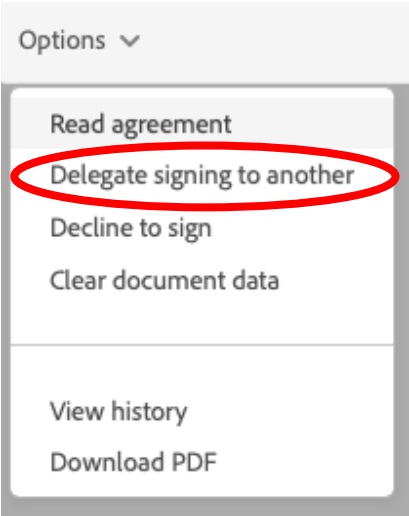 Options
Read agreement
Delegate signing to another
Decline to sign
Clear document data
View history
Download PDF